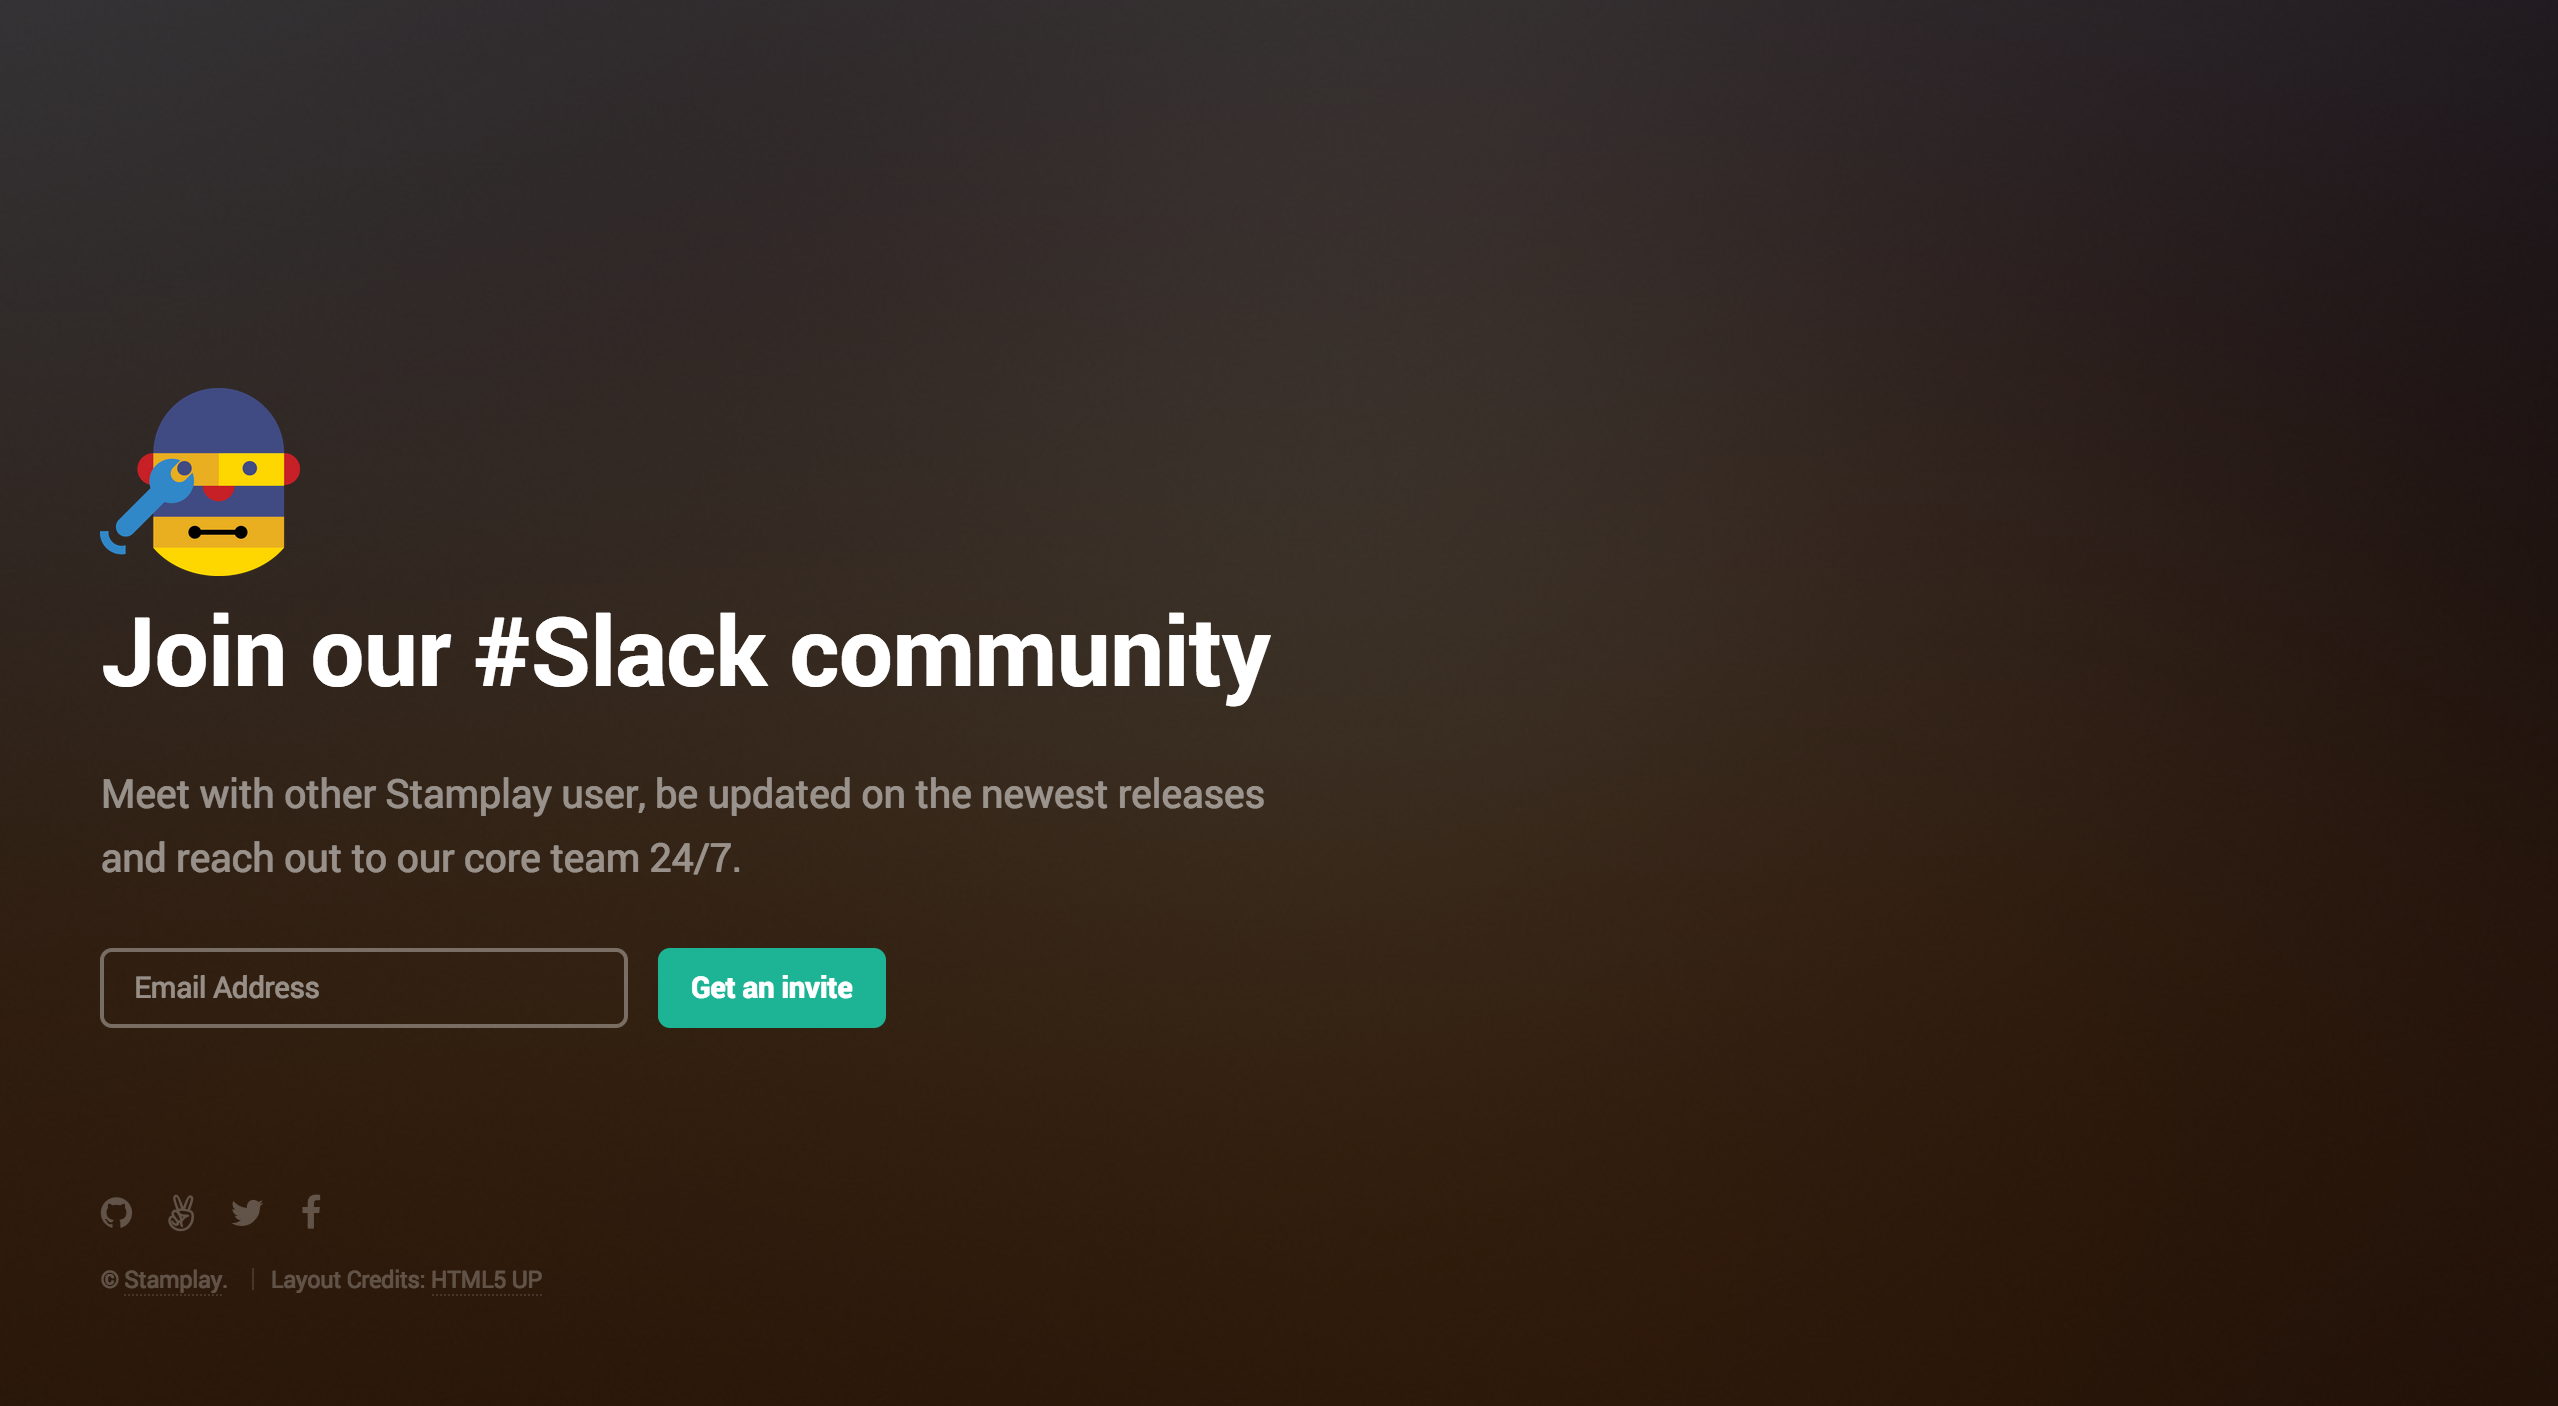 Join our #Slack community
Meet with other Stamplay user, be updated on the newest releases
and reach out to our core team 24/7.
Email Address
Get an invite
© Stamplay. | Layout Credits: HTML5 UP